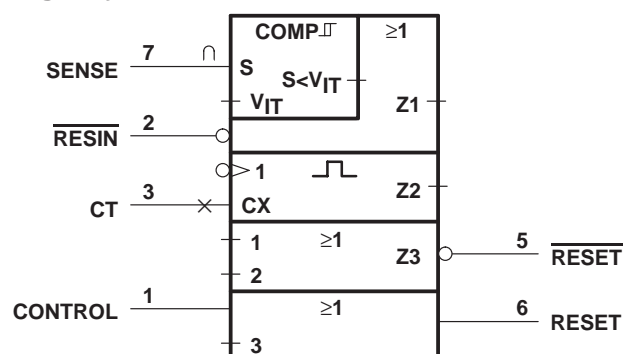 COMP ≥1
7 ∩
SENSE S
S<VIT
VIT Z1
2
RESIN
1
3 Z2
CT CX
1 ≥1 5
Z3 RESET
2
1
CONTROL ≥1 6
RESET
3